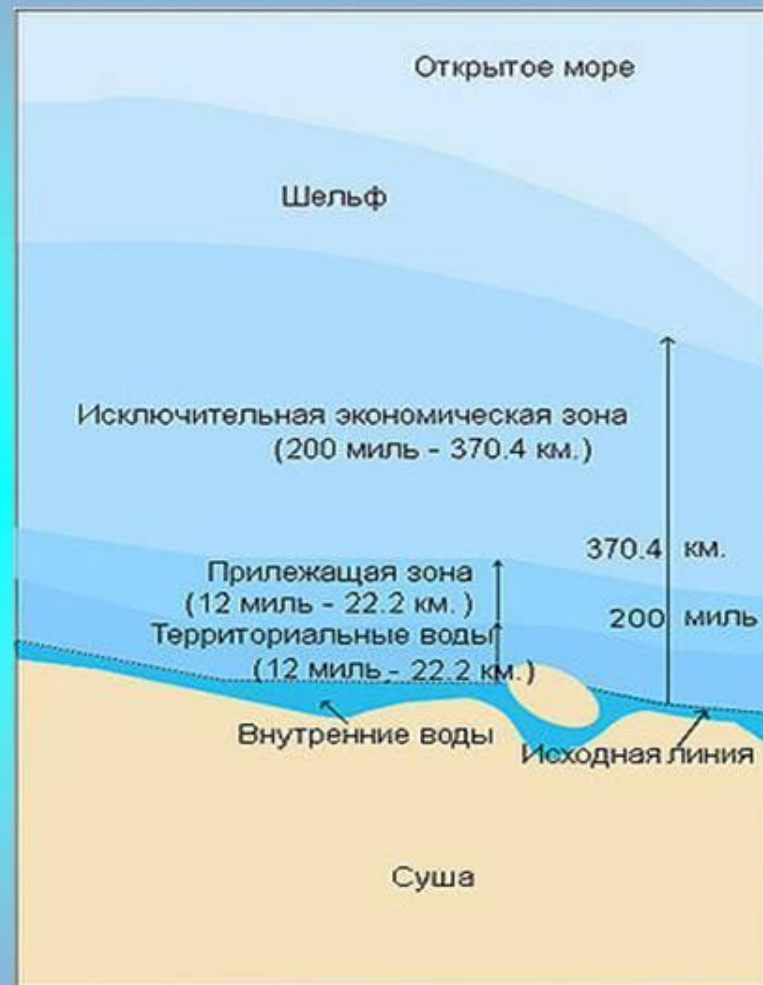 Открытое море
Шельф
Исключительная экономическая зона
(200 миль - 370.4 км.)
370.4 км.
Прилежащая зона
(12 миль - 22.2 км.)
200 миль
Территориальные воды
(12 миль - 22.2 км.)
Внутренние воды
Исходная линия
Суша